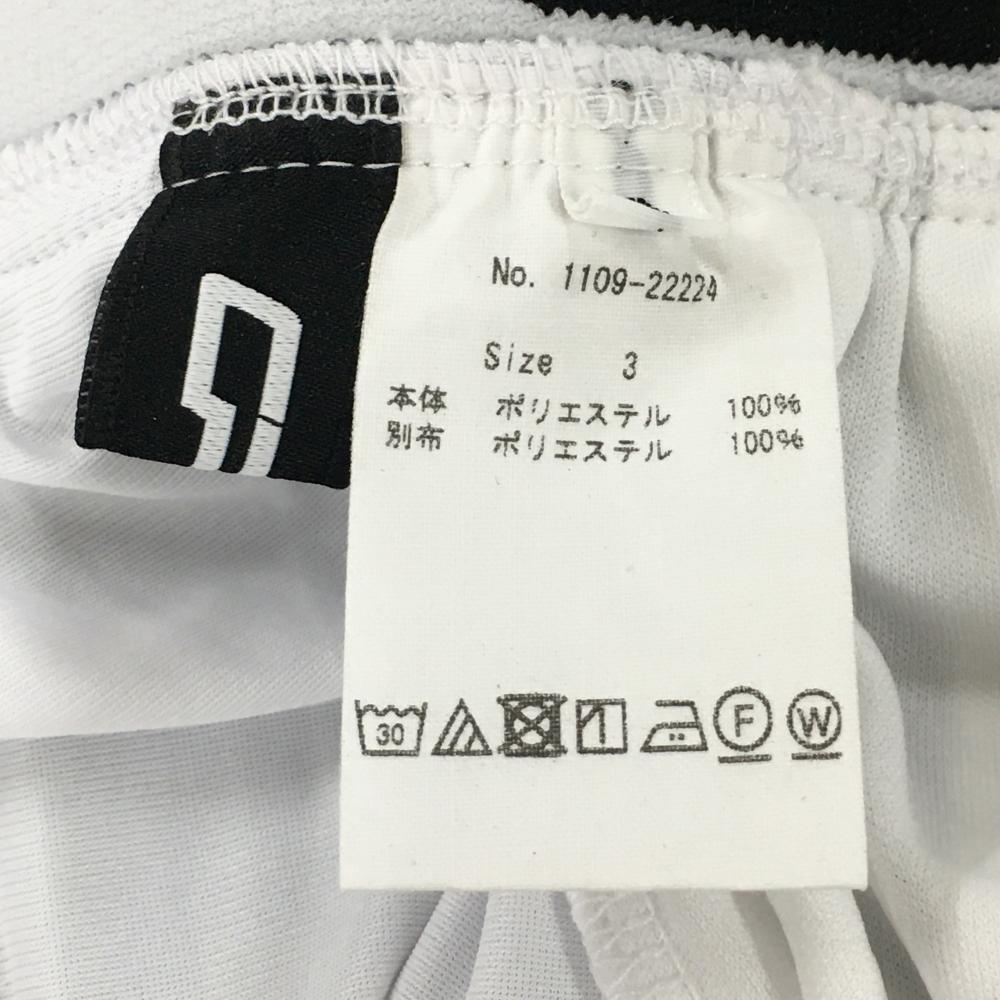 No. 1109-22224
Size 3
本体 ポリエステル 100%
別布 ポリエステル 100%
30 F W